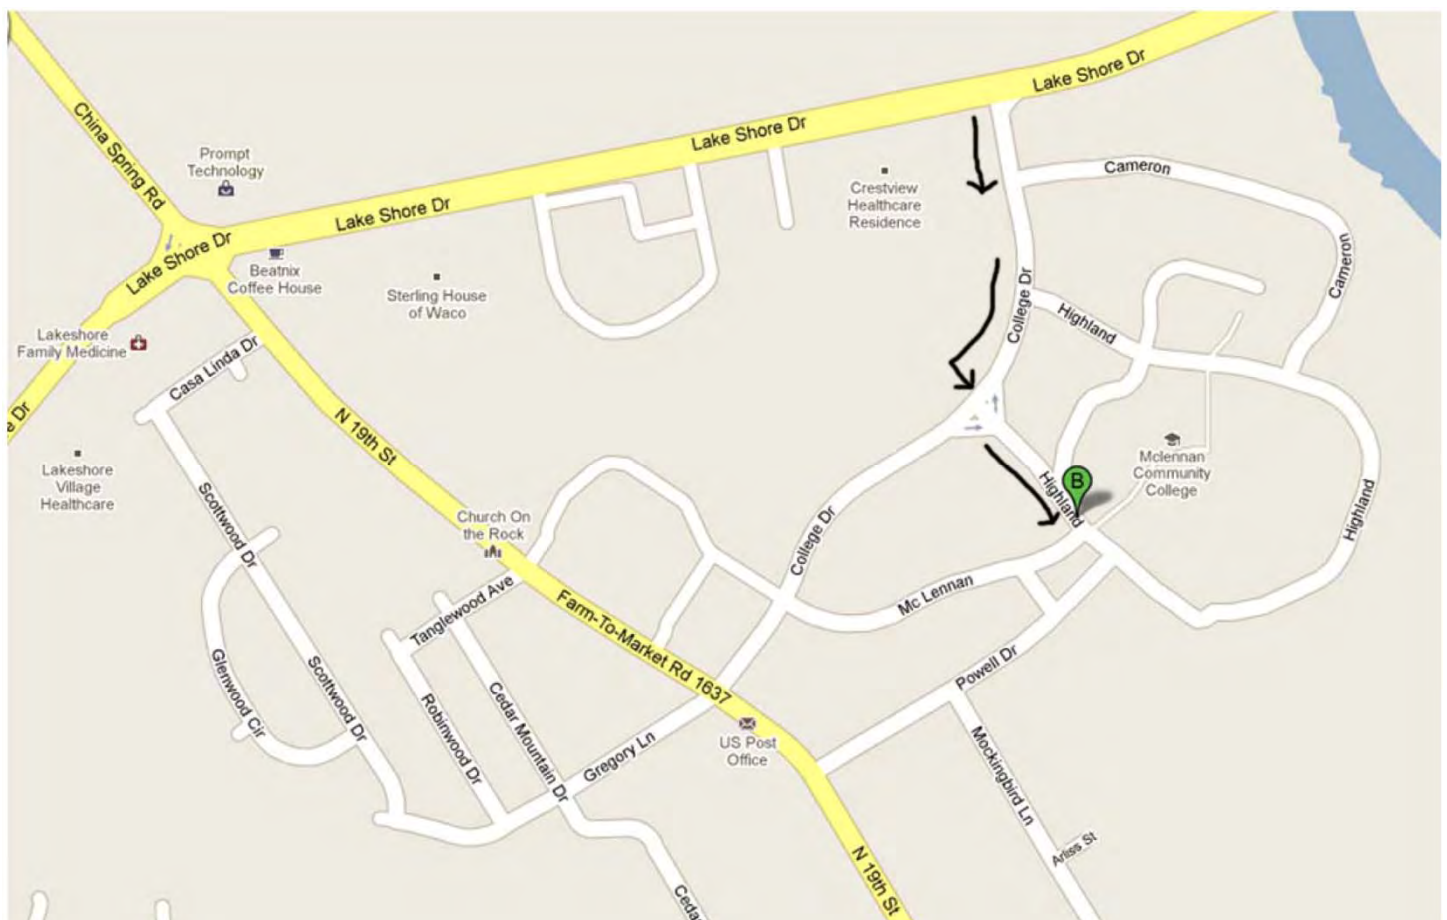 Lake Shore Dr
China Spring Rd
Prompt
Technology
Lake Shore Dr
Cameron
Crestview
Healthcare
Residence
Lake Shore Dr
Lake Shore Dr
Beatnix
Coffee House
Sterling House
of Waco
Cameron
College Dr
Highland
Lakeshore
Family Medicine
Casa Linda Dr
e Dr
N 19th St
Lakeshore
Village
Healthcare
Mclennan
Community
College
B
Highland
Highland
Scottwood Dr
Church On
the Rock
College Dr
Tanglewood Ave
Mc Lennan
Farm-To-Market Rd 1637
Powell Dr
Glenwood Cir
Scottwood Dr
Robinwood Dr
Cedar Mountain Dr
Gregory Ln
US Post
Office
Mockingbird Ln
Arliss St
N 19th St
Ceda